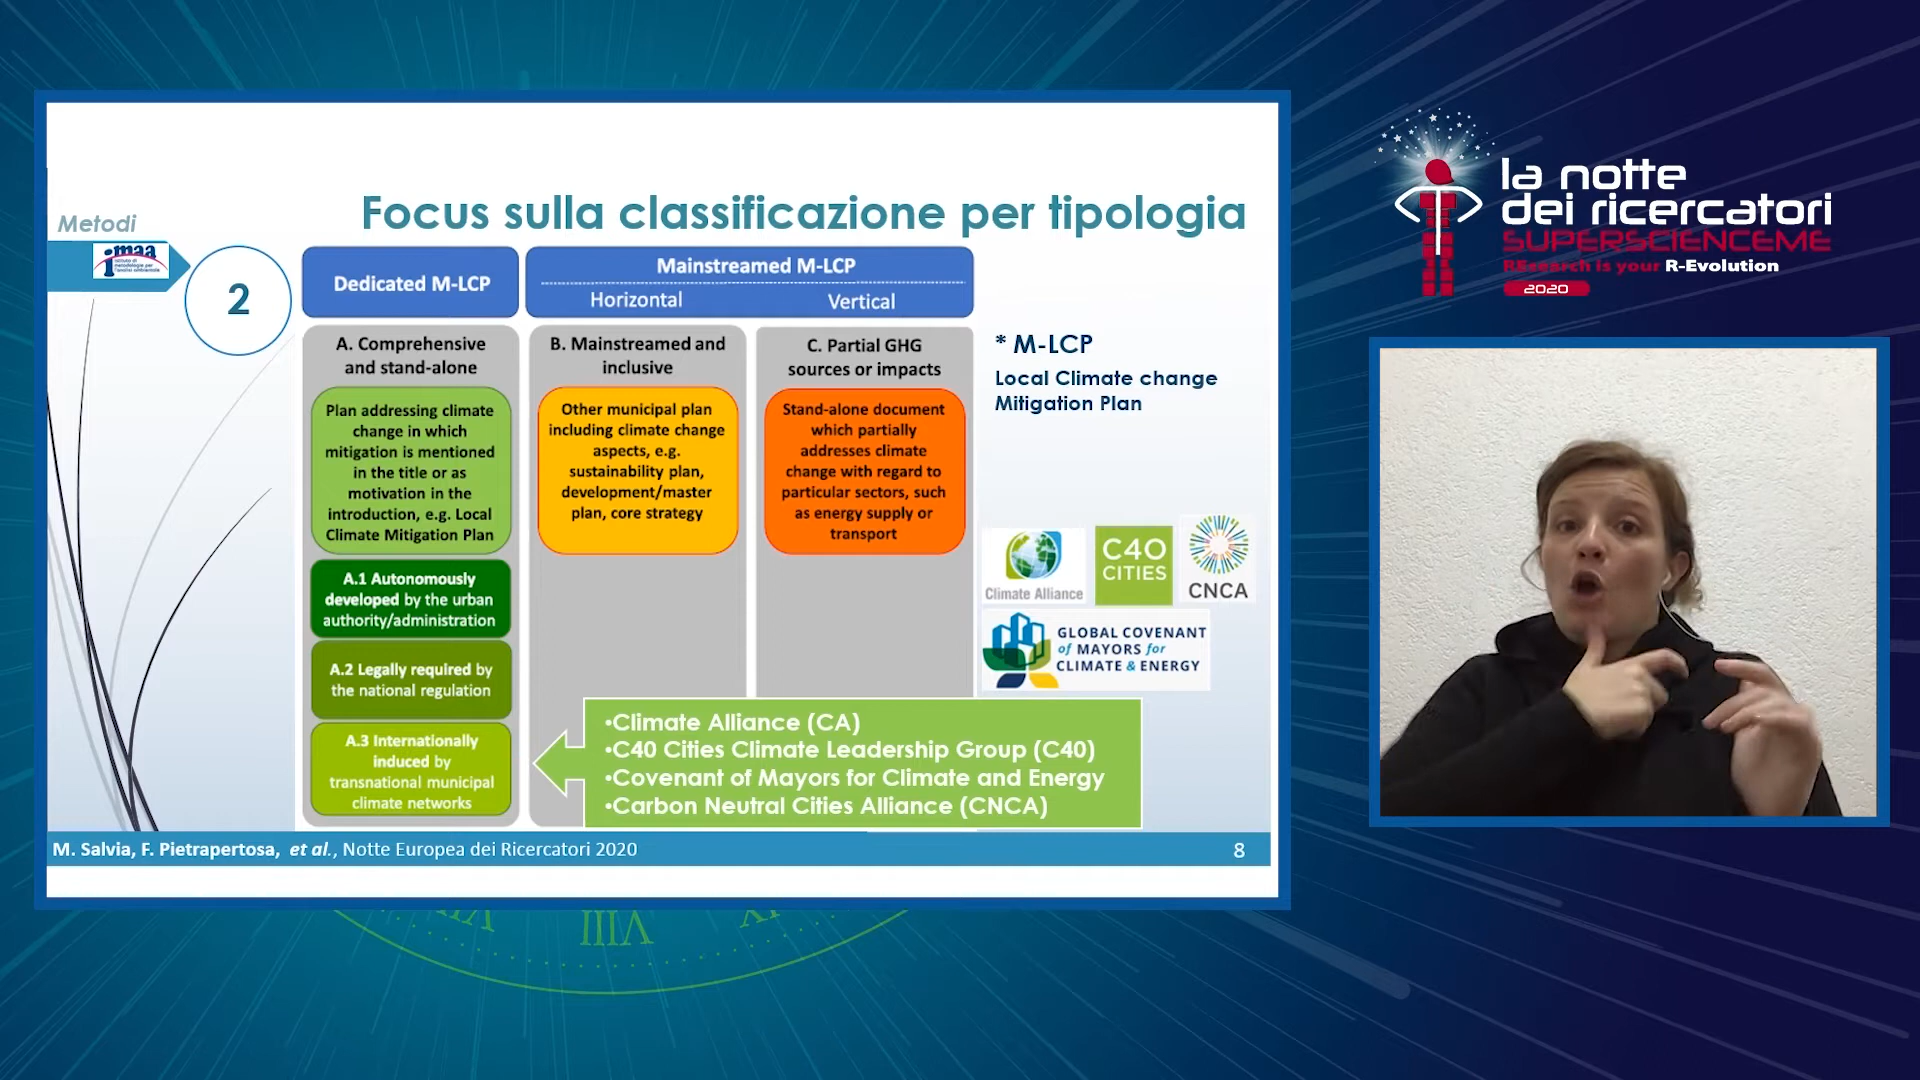 Focus sulla classificazione per tipologia
Metodi
imaa
2
Dedicated M-LCP
Mainstreamed M-LCP
Horizontal
Vertical
A. Comprehensive
and stand-alone
Plan addressing climate
change in which
mitigation is mentioned
in the title or as
motivation in the
introduction, e.g. Local
Climate Mitigation Plan
A.1 Autonomously
developed by the urban
authority/administration
A.2 Legally required by
the national regulation
A.3 Internationally
induced by
transnational municipal
climate networks
B. Mainstreamed and
inclusive
Other municipal plan
including climate change
aspects, e.g.
sustainability plan,
development/master
plan, core strategy
C. Partial GHG
sources or impacts
Stand-alone document
which partially
addresses climate
change with regard to
particular sectors, such
as energy supply or
transport
* M-LCP
Local Climate change
Mitigation Plan
Climate Alliance
C40
CITIES
CNCA
GLOBAL COVENANT
of MAYORS for
CLIMATE & ENERGY
•Climate Alliance (CA)
•C40 Cities Climate Leadership Group (C40)
•Covenant of Mayors for Climate and Energy
•Carbon Neutral Cities Alliance (CNCA)
M. Salvia, F. Pietrapertosa, et al., Notte Europea dei Ricercatori 2020
8
la notte
dei ricercatori
SUPERSCIENCEME
REsearch is your R-Evolution
2020
VIII